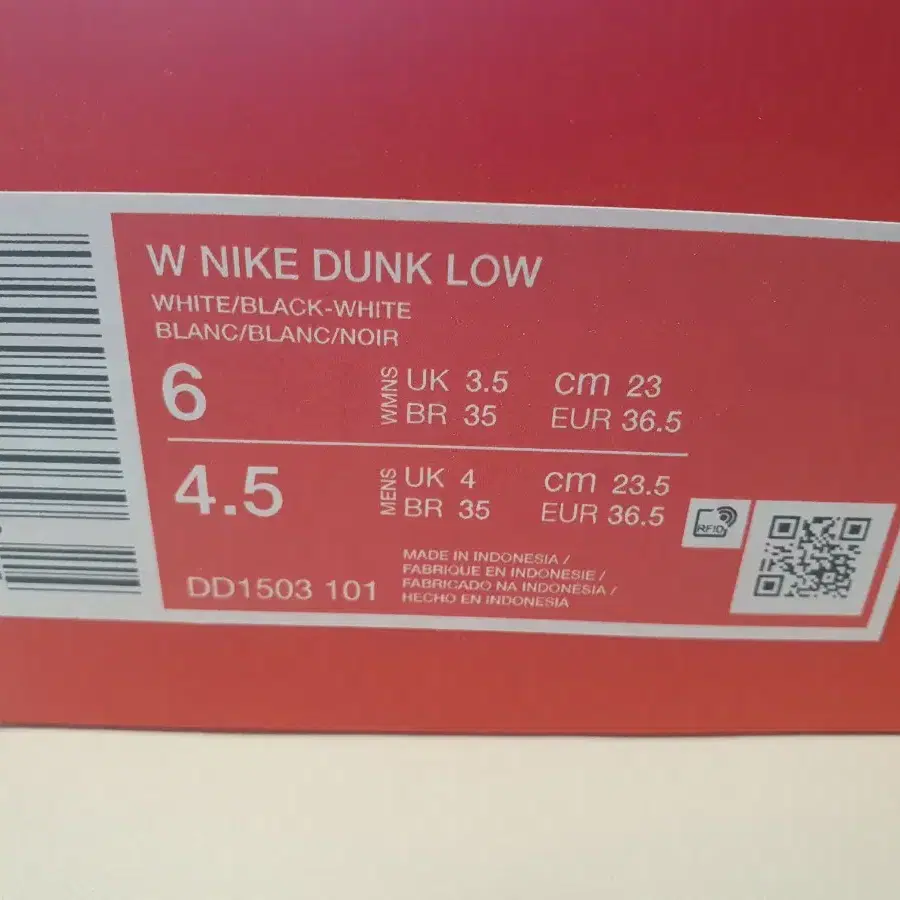 W NIKE DUNK LOW
WHITE/BLACK-WHITE
BLANC/BLANC/NOIR
6 WMNS UK 3.5 cm 23
BR 35 EUR 36.5
4.5 MENS UK 4 cm 23.5
BR 35 EUR 36.5
RFID
MADE IN INDONESIA /
FABRIQUE EN INDONESIE /
FABRICADO NA INDONESIA /
HECHO EN INDONESIA
DD1503 101